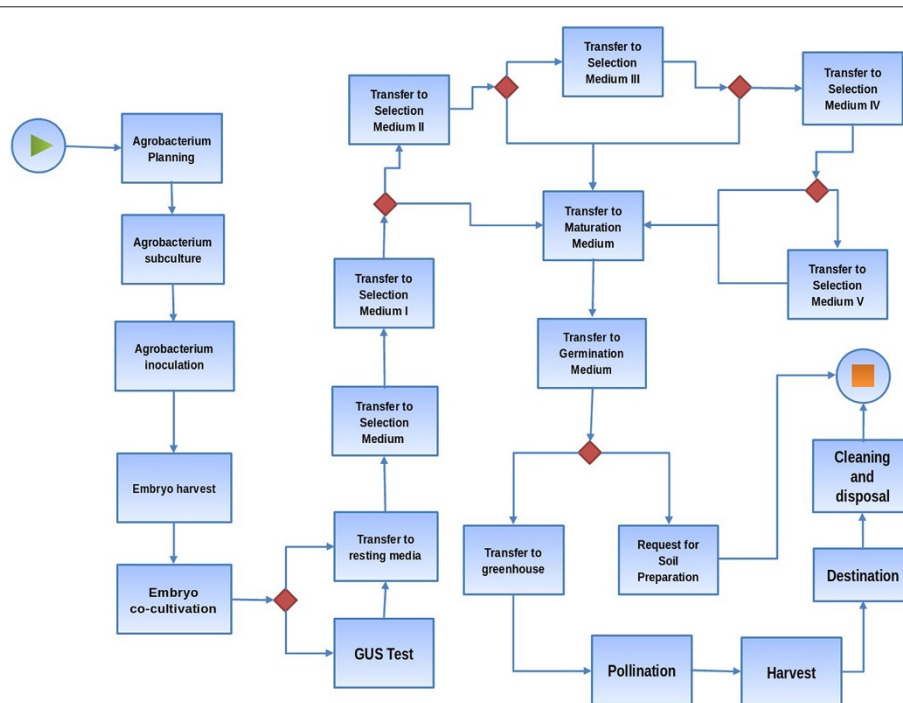 Agrobacterium
Planning
Agrobacterium
subculture
Agrobacterium
inoculation
Embryo harvest
Embryo
co-cultivation
GUS Test
Transfer to
resting media
Transfer to
Selection
Medium
Transfer to
Selection
Medium I
Transfer to
Selection
Medium II
Transfer to
Selection
Medium III
Transfer to
Selection
Medium IV
Transfer to
Selection
Medium V
Transfer to
Maturation
Medium
Transfer to
Germination
Medium
Transfer to
greenhouse
Request for
Soil
Preparation
Pollination
Harvest
Destination
Cleaning
and
disposal